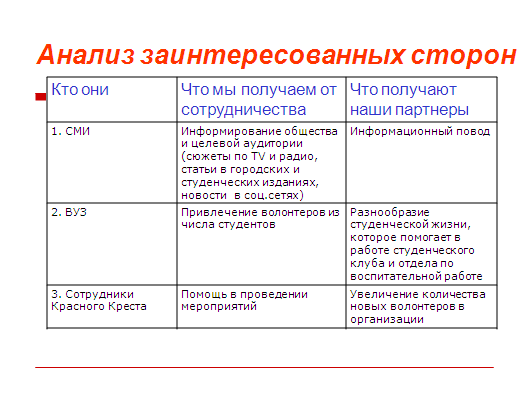 Анализ заинтересованных сторон
Кто они
Что мы получаем от
сотрудничества
Что получают
наши партнеры
1. СМИ
Информирование общества
и целевой аудитории
(сюжеты по TV и радио,
статьи в городских и
студенческих изданиях,
новости в соц.сетях)
Информационный повод
2. ВУЗ
Привлечение волонтеров из
числа студентов
Разнообразие
студенческой жизни,
которое помогает в
работе студенческого
клуба и отдела по
воспитательной работе
3. Сотрудники
Красного Креста
Помощь в проведении
мероприятий
Увеличение количества
новых волонтеров в
организации